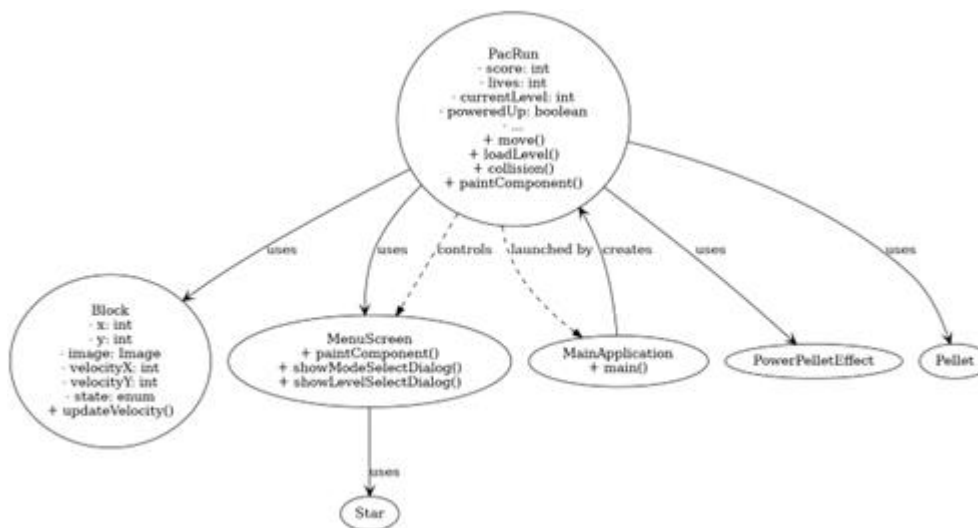 PacRun
- score: int
- lives: int
- currentLevel: int
- poweredUp: boolean
- ...
+ move()
+ loadLevel()
+ collision()
+ paintComponent()
uses
uses
controls
launched by
creates
uses
uses
Block
- x: int
- y: int
- image: Image
- velocityX: int
- velocityY: int
- state: enum
+ updateVelocity()
MenuScreen
+ paintComponent()
+ showModeSelectDialog()
+ showLevelSelectDialog()
MainApplication
+ main()
PowerPelletEffect
Pellet
uses
Star